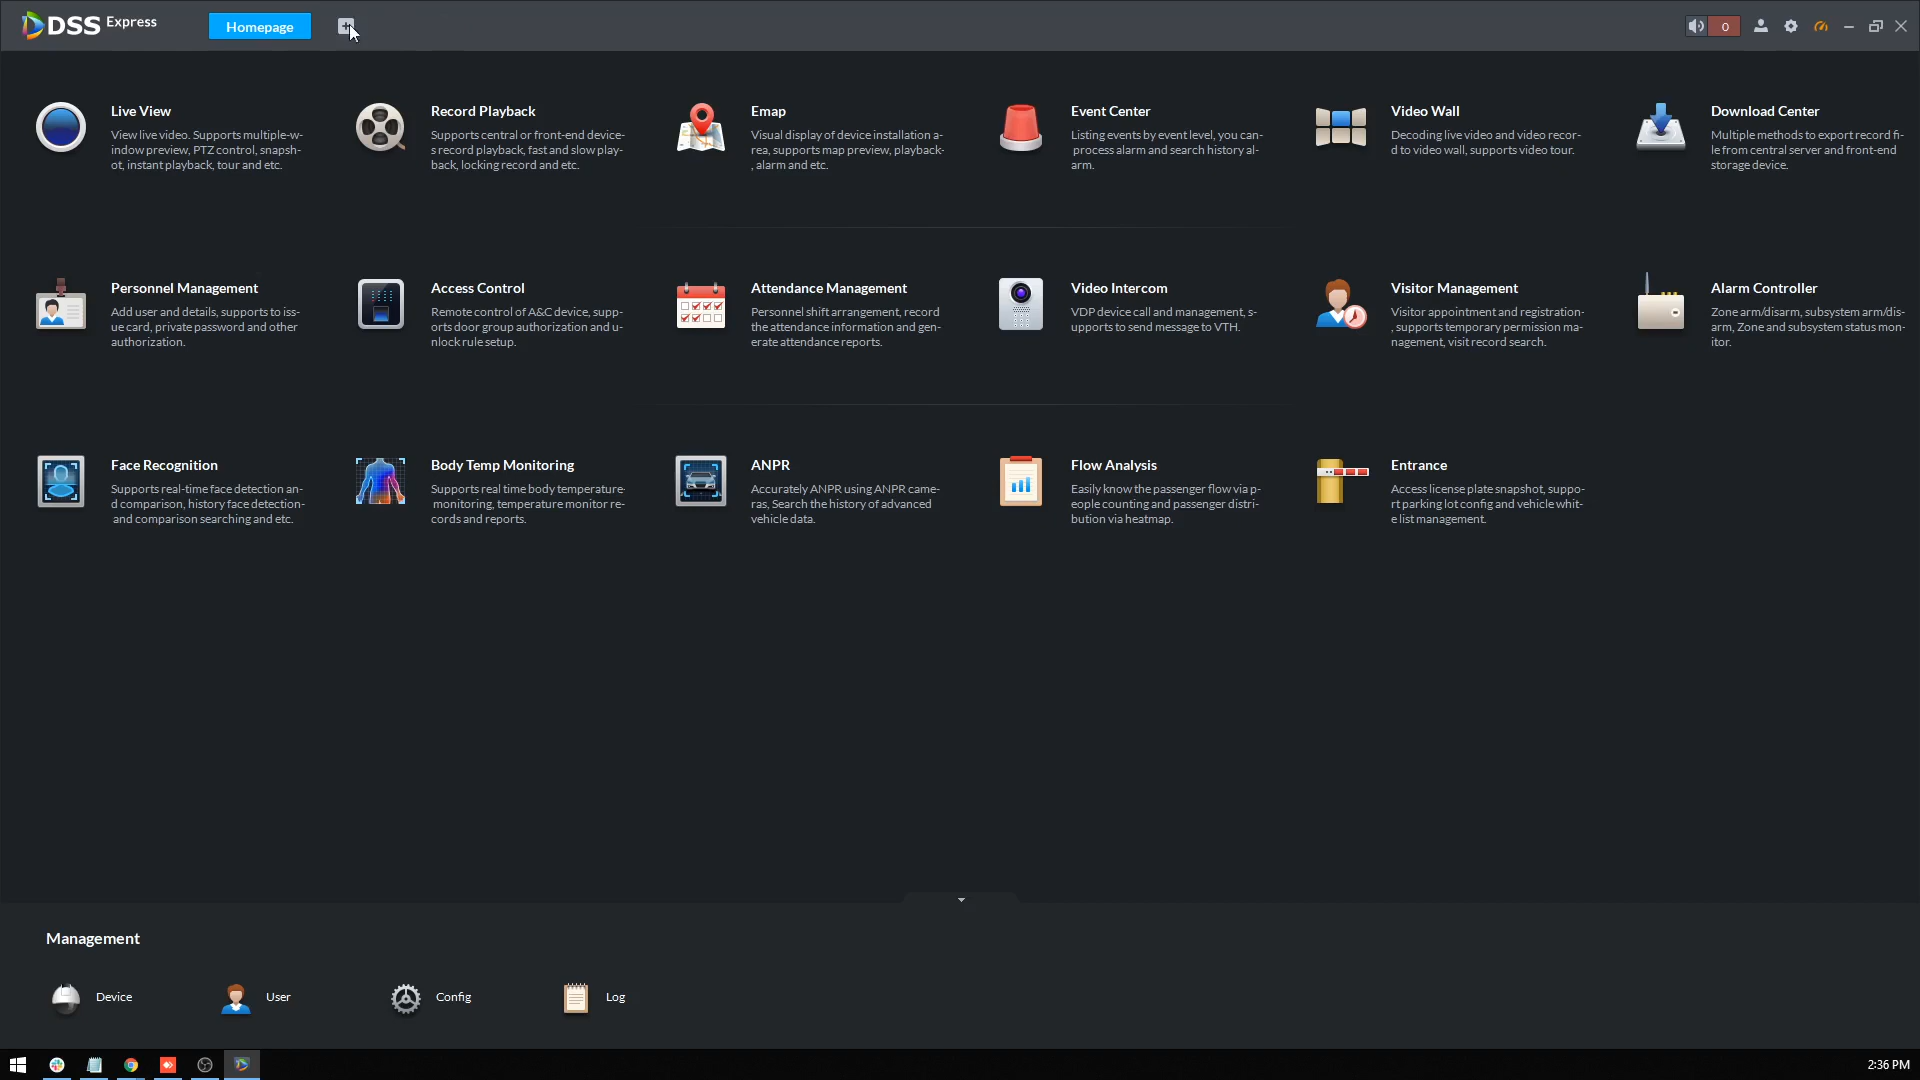 DSS Express
Homepage
0
Live View
View live video. Supports multiple-w-
indow preview, PTZ control, snapsh-
ot, instant playback, tour and etc.
Record Playback
Supports central or front-end device-
s record playback, fast and slow play-
back, locking record and etc.
Emap
Visual display of device installation a-
rea, supports map preview, playback-
, alarm and etc.
Event Center
Listing events by event level, you can-
process alarm and search history al-
arm.
Video Wall
Decoding live video and video recor-
d to video wall, supports video tour.
Download Center
Multiple methods to export record fi-
le from central server and front-end
storage device.
Personnel Management
Add user and details, supports to iss-
ue card, private password and other
authorization.
Access Control
Remote control of A&C device, supp-
orts door group authorization and u-
nlock rule setup.
Attendance Management
Personnel shift arrangement, record
the attendance information and gen-
erate attendance reports.
Video Intercom
VDP device call and management, s-
upports to send message to VTH.
Visitor Management
Visitor appointment and registration-
, supports temporary permission ma-
nagement, visit record search.
Alarm Controller
Zone arm/disarm, subsystem arm/dis-
arm, Zone and subsystem status mon-
itor.
Face Recognition
Supports real-time face detection an-
d comparison, history face detection-
and comparison searching and etc.
Body Temp Monitoring
Supports real time body temperature-
monitoring, temperature monitor re-
cords and reports.
ANPR
Accurately ANPR using ANPR came-
ras, Search the history of advanced
vehicle data.
Flow Analysis
Easily know the passenger flow via p-
eople counting and passenger distri-
bution via heatmap.
Entrance
Access license plate snapshot, suppo-
rt parking lot config and vehicle whit-
e list management.
Management
Device
User
Config
Log
2:36 PM